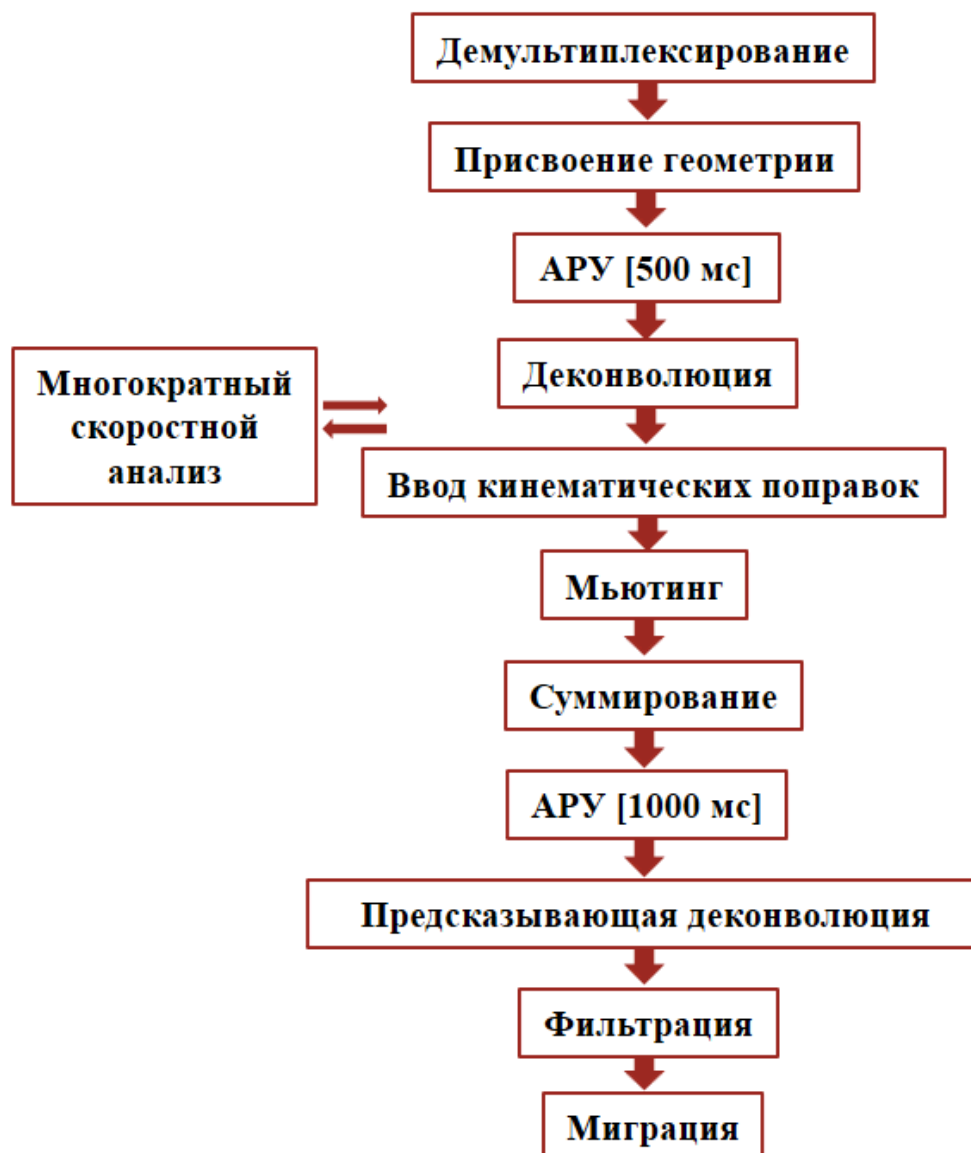 Демультиплексирование
Присвоение геометрии
АРУ [500 мс]
Деконволюция
Многократный
скоростной
анализ
Ввод кинематических поправок
Мьютинг
Суммирование
АРУ [1000 мс]
Предсказывающая деконволюция
Фильтрация
Миграция